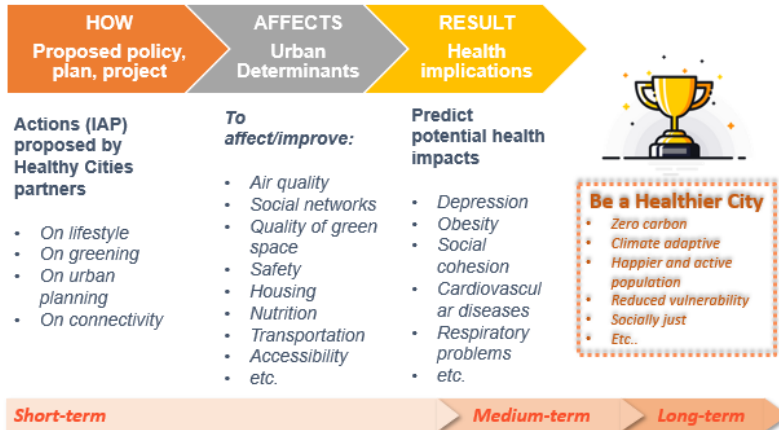 HOW
Proposed policy,
plan, project
AFFECTS
Urban
Determinants
RESULT
Health
implications
Actions (IAP)
proposed by
Healthy Cities
partners
• On lifestyle
• On greening
• On urban
planning
• On connectivity
To
affect/improve:
• Air quality
• Social networks
• Quality of green
space
• Safety
• Housing
• Nutrition
• Transportation
• Accessibility
• etc.
Predict
potential health
impacts
• Depression
• Obesity
• Social
cohesion
• Cardiovascul
ar diseases
• Respiratory
problems
• etc.
Be a Healthier City
• Zero carbon
• Climate adaptive
• Happier and active
population
• Reduced vulnerability
• Socially just
• Etc..
Short-term
Medium-term
Long-term